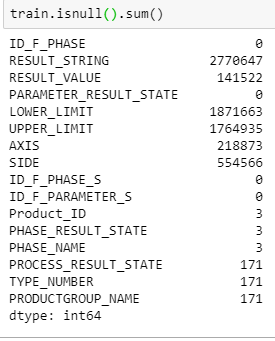 train.isnull().sum()
ID_F_PHASE 0
RESULT_STRING 2770647
RESULT_VALUE 141522
PARAMETER_RESULT_STATE 0
LOWER_LIMIT 1871663
UPPER_LIMIT 1764935
AXIS 218873
SIDE 554566
ID_F_PHASE_S 0
ID_F_PARAMETER_S 0
Product_ID 3
PHASE_RESULT_STATE 3
PHASE_NAME 3
PROCESS_RESULT_STATE 171
TYPE_NUMBER 171
PRODUCTGROUP_NAME 171
dtype: int64